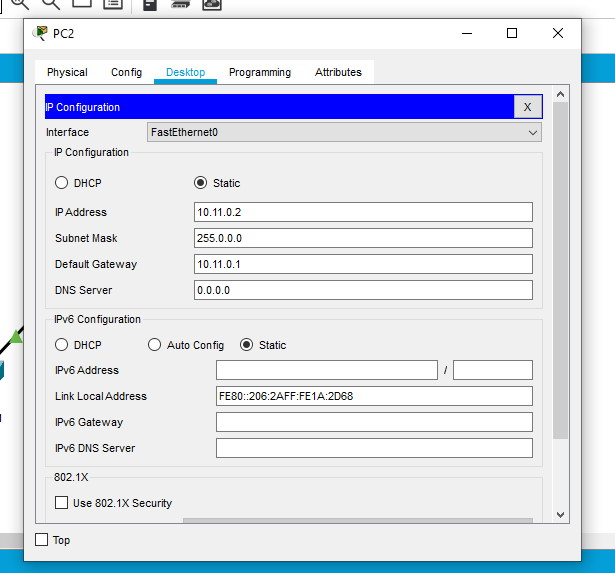 PC2
Physical Config Desktop Programming Attributes
IP Configuration X
Interface FastEthernet0
IP Configuration
DHCP Static
IP Address 10.11.0.2
Subnet Mask 255.0.0.0
Default Gateway 10.11.0.1
DNS Server 0.0.0.0
IPv6 Configuration
DHCP Auto Config Static
IPv6 Address /
Link Local Address FE80::206:2AFF:FE1A:2D68
IPv6 Gateway
IPv6 DNS Server
802.1X
Use 802.1X Security
Top